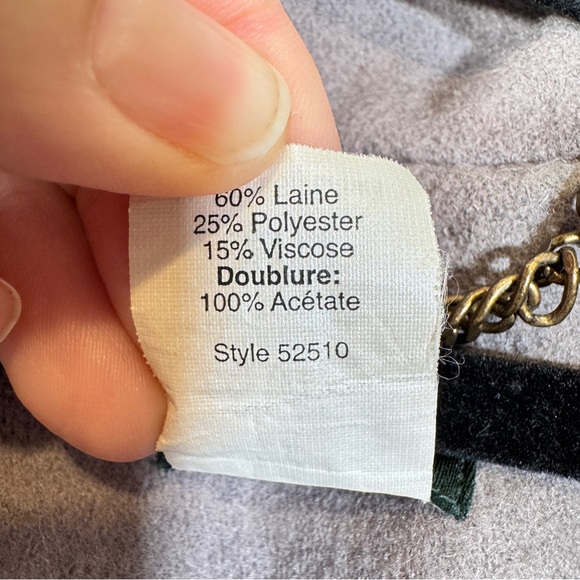 60% Laine
25% Polyester
15% Viscose
Doublure:
100% Acétate
Style 52510